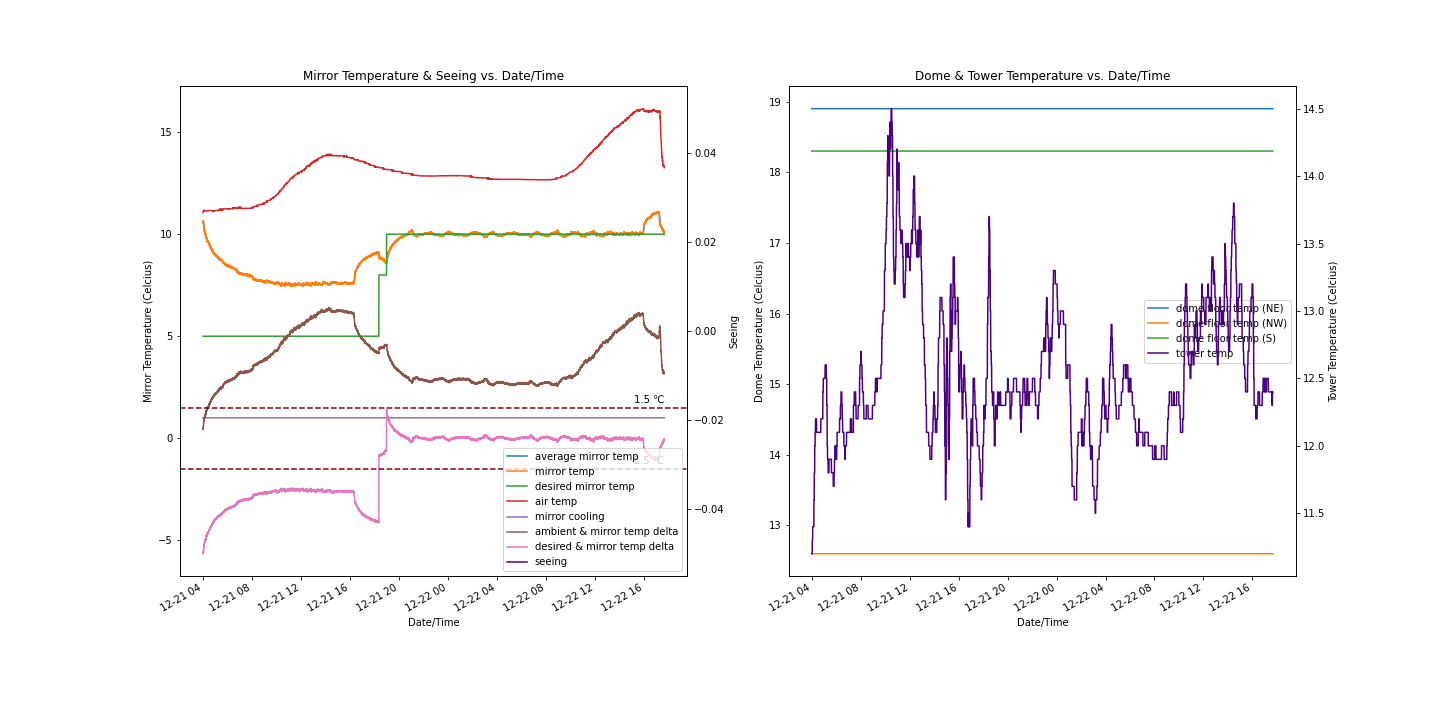 Mirror Temperature & Seeing vs. Date/Time
Mirror Temperature (Celcius)
15
10
5
0
−5
0.04
0.02
0.00
−0.02
−0.04
Seeing
1.5 °C
1.5 °C
average mirror temp
mirror temp
desired mirror temp
air temp
mirror cooling
ambient & mirror temp delta
desired & mirror temp delta
seeing
12-21 04
12-21 08
12-21 12
12-21 16
12-21 20
12-22 00
12-22 04
12-22 08
12-22 12
12-22 16
Date/Time
Dome & Tower Temperature vs. Date/Time
Dome Temperature (Celcius)
19
18
17
16
15
14
13
14.5
14.0
13.5
13.0
12.5
12.0
11.5
Tower Temperature (Celcius)
dome floor temp (NE)
dome floor temp (NW)
dome floor temp (S)
tower temp
12-21 04
12-21 08
12-21 12
12-21 16
12-21 20
12-22 00
12-22 04
12-22 08
12-22 12
12-22 16
Date/Time